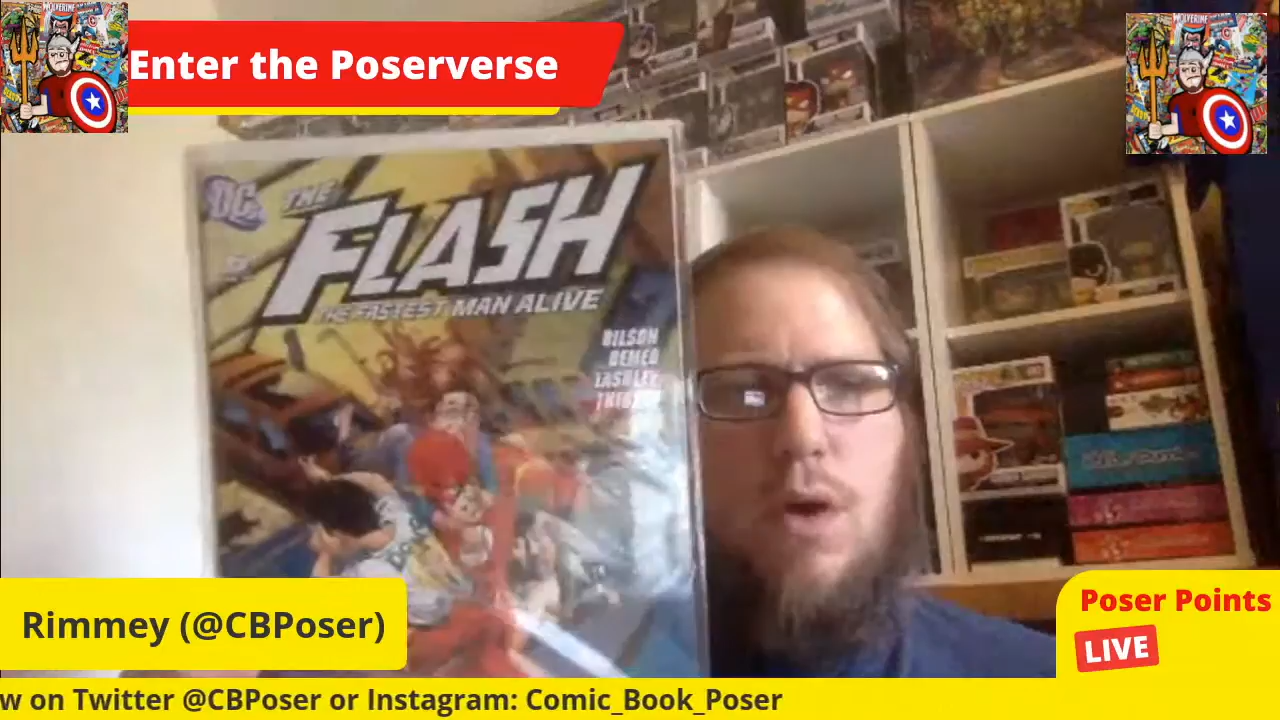 Enter the Poserverse
DC
THE
FLASH
THE FASTEST MAN ALIVE
BILSON
DEMEO
LASHLEY
Rimmey (@CBPoser)
Poser Points
LIVE
w on Twitter @CBPoser or Instagram: Comic_Book_Poser